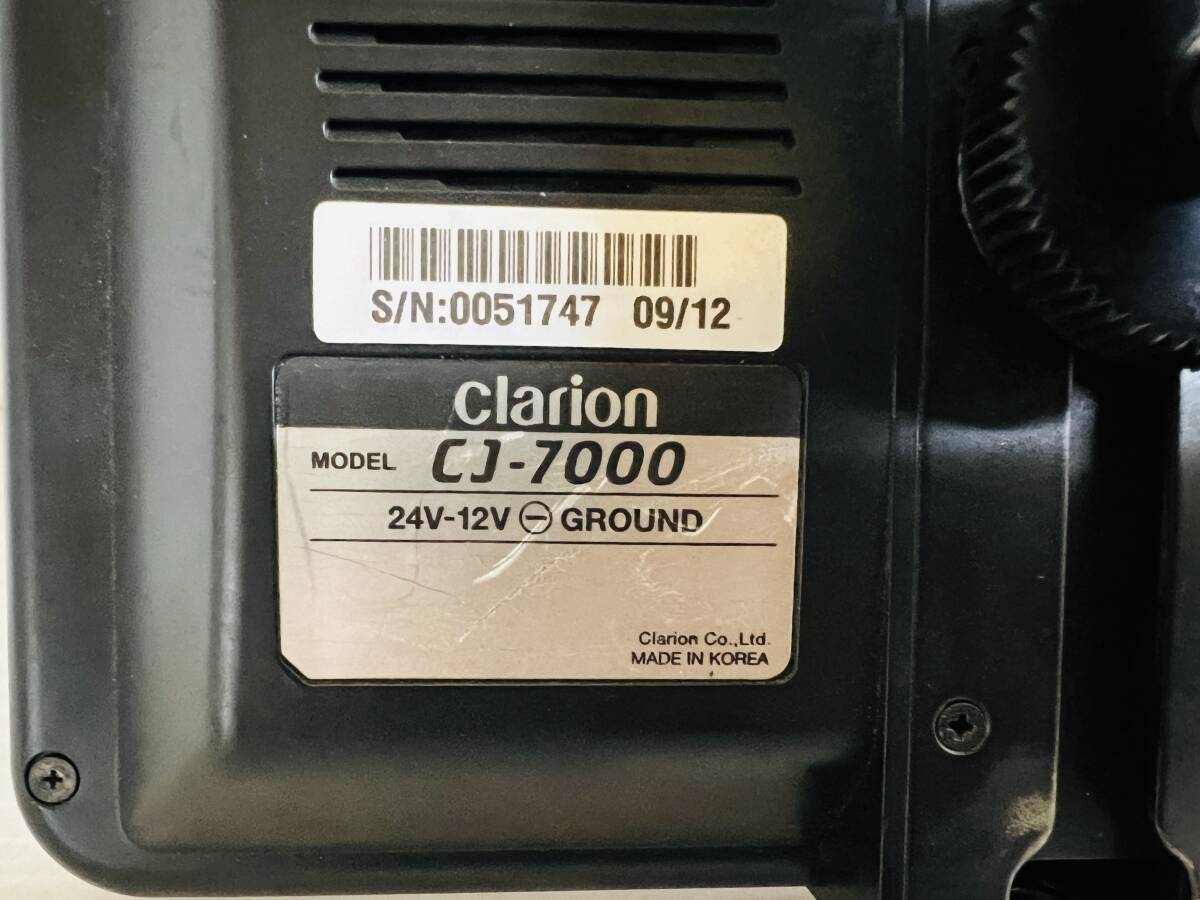 S/N:0051747 09/12
clarion
MODEL CJ-7000
24V-12V ⊖ GROUND
Clarion Co.,Ltd.
MADE IN KOREA